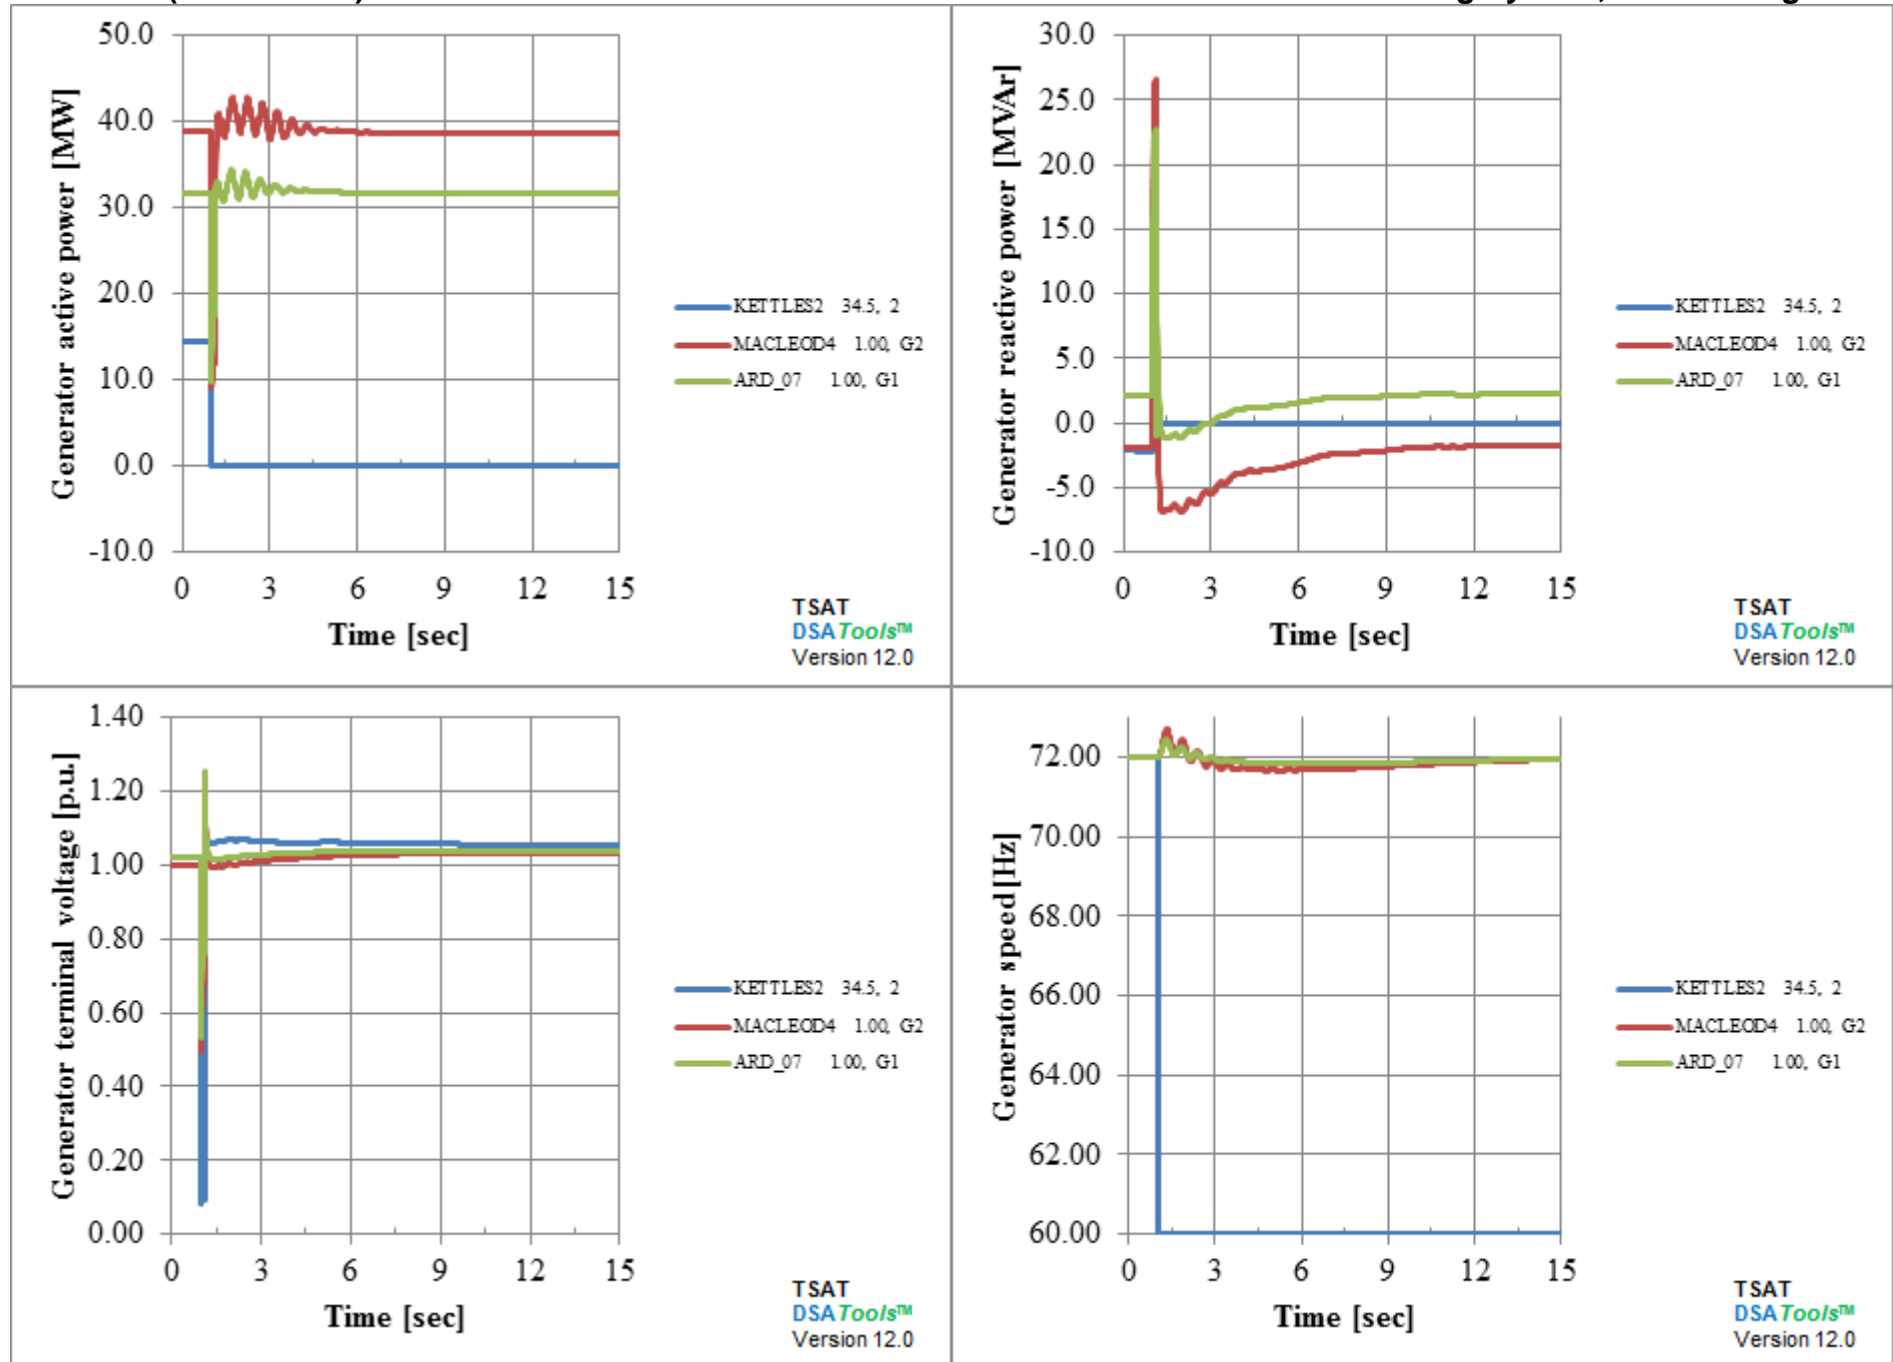 50.0
40.0
30.0
20.0
10.0
0.0
-10.0
Generator active power [MW]
0 3 6 9 12 15
Time [sec]
KETTLES2 34.5, 2
MACLEOD4 1.00, G2
ARD_07 1.00, G1
TSAT
DSATools™
Version 12.0
30.0
25.0
20.0
15.0
10.0
5.0
0.0
-5.0
-10.0
Generator reactive power [MVAr]
0 3 6 9 12 15
Time [sec]
KETTLES2 34.5, 2
MACLEOD4 1.00, G2
ARD_07 1.00, G1
TSAT
DSATools™
Version 12.0
1.40
1.20
1.00
0.80
0.60
0.40
0.20
0.00
Generator terminal voltage [p.u.]
0 3 6 9 12 15
Time [sec]
KETTLES2 34.5, 2
MACLEOD4 1.00, G2
ARD_07 1.00, G1
TSAT
DSATools™
Version 12.0
72.00
70.00
68.00
66.00
64.00
62.00
60.00
Generator speed[Hz]
0 3 6 9 12 15
Time [sec]
KETTLES2 34.5, 2
MACLEOD4 1.00, G2
ARD_07 1.00, G1
TSAT
DSATools™
Version 12.0